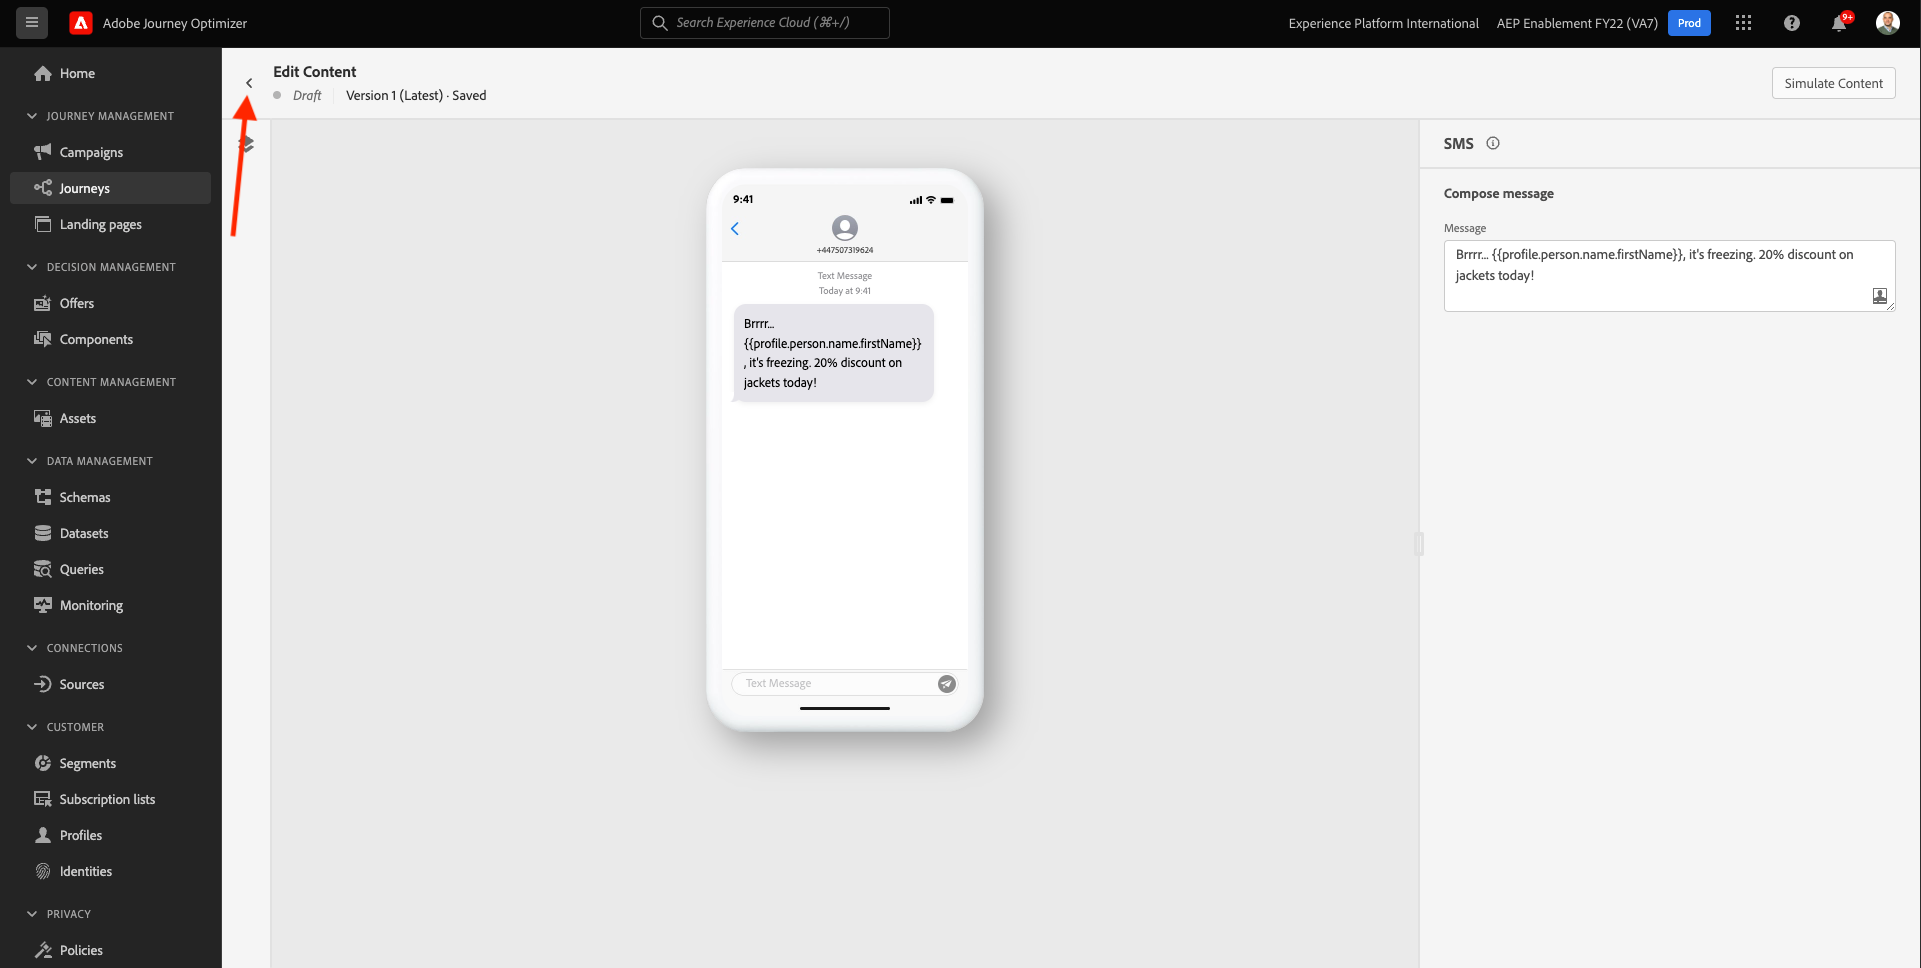 Adobe Journey Optimizer
Search Experience Cloud (⌘+/)
Experience Platform International
AEP Enablement FY22 (VA7)
Prod
9+
Home
JOURNEY MANAGEMENT
Campaigns
Journeys
Landing pages
DECISION MANAGEMENT
Offers
Components
CONTENT MANAGEMENT
Assets
DATA MANAGEMENT
Schemas
Datasets
Queries
Monitoring
CONNECTIONS
Sources
CUSTOMER
Segments
Subscription lists
Profiles
Identities
PRIVACY
Policies
Edit Content
Draft
Version 1 (Latest) · Saved
Simulate Content
9:41
+447507319624
Text Message
Today at 9:41
Brrrr...
{{profile.person.name.firstName}}
, it's freezing. 20% discount on
jackets today!
Text Message
SMS
Compose message
Message
Brrrr... {{profile.person.name.firstName}}, it's freezing. 20% discount on
jackets today!